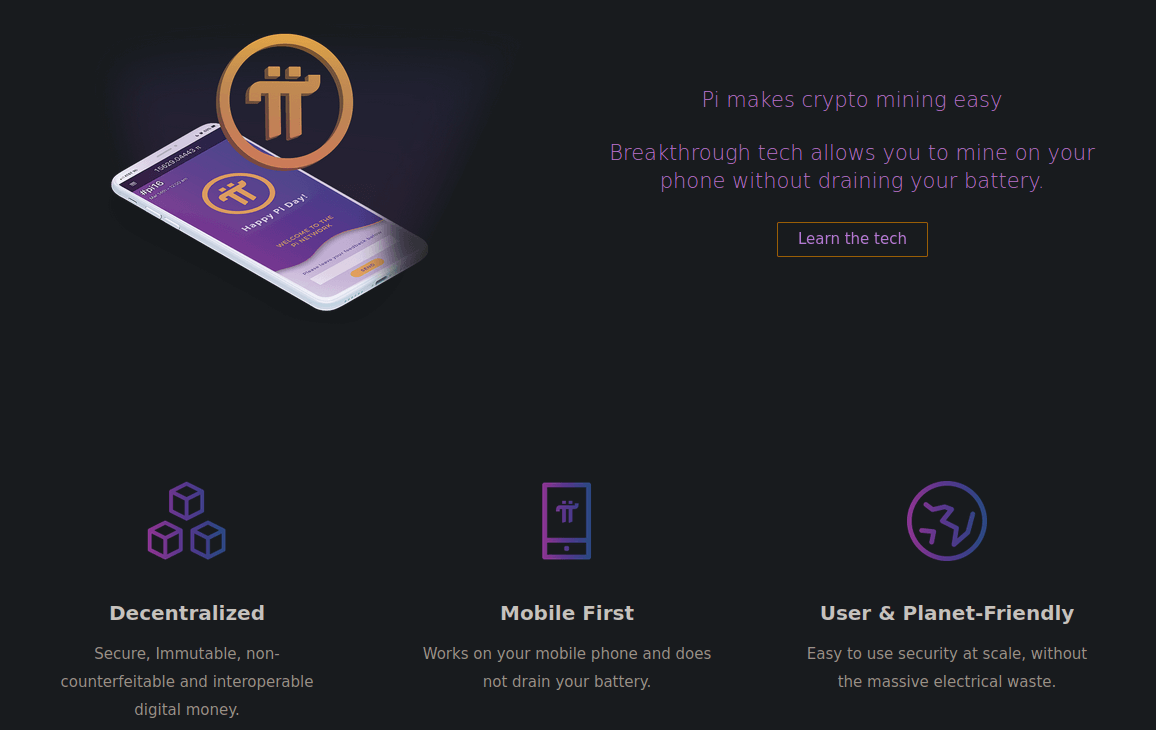 15629.04443 π
#pi16
Happy Pi Day!
WELCOME TO THE
PI NETWORK
Please leave your feedback below
SEND
Pi makes crypto mining easy
Breakthrough tech allows you to mine on your
phone without draining your battery.
Learn the tech
Decentralized
Secure, Immutable, non-
counterfeitable and interoperable
digital money.
Mobile First
Works on your mobile phone and does
not drain your battery.
User & Planet-Friendly
Easy to use security at scale, without
the massive electrical waste.